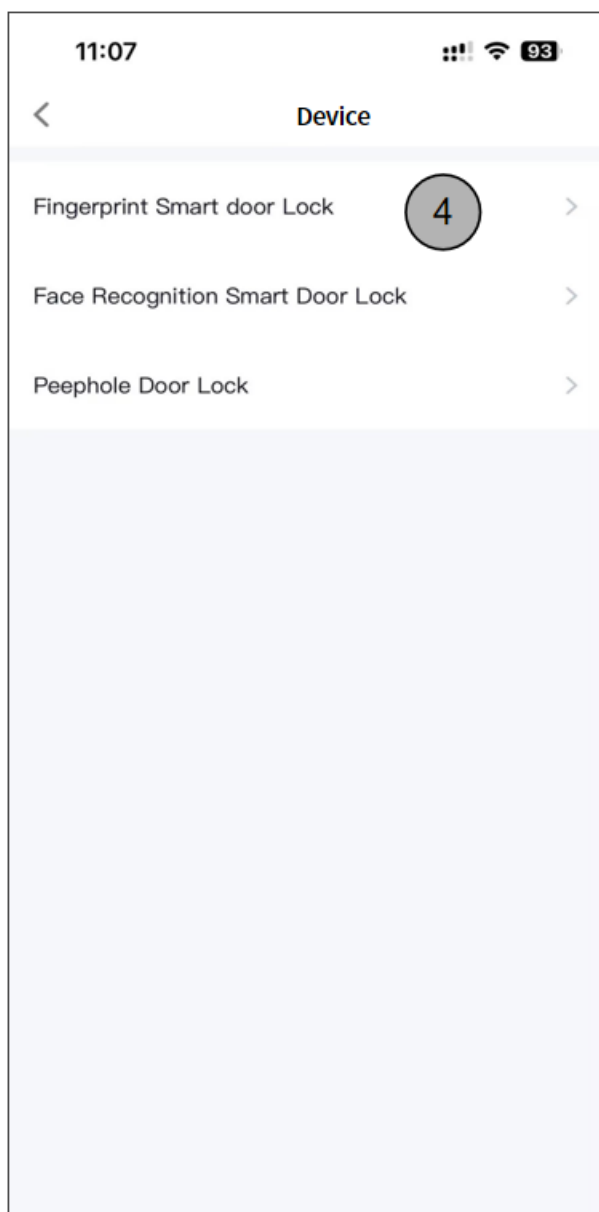 11:07 93
Device
Fingerprint Smart door Lock 4
Face Recognition Smart Door Lock
Peephole Door Lock